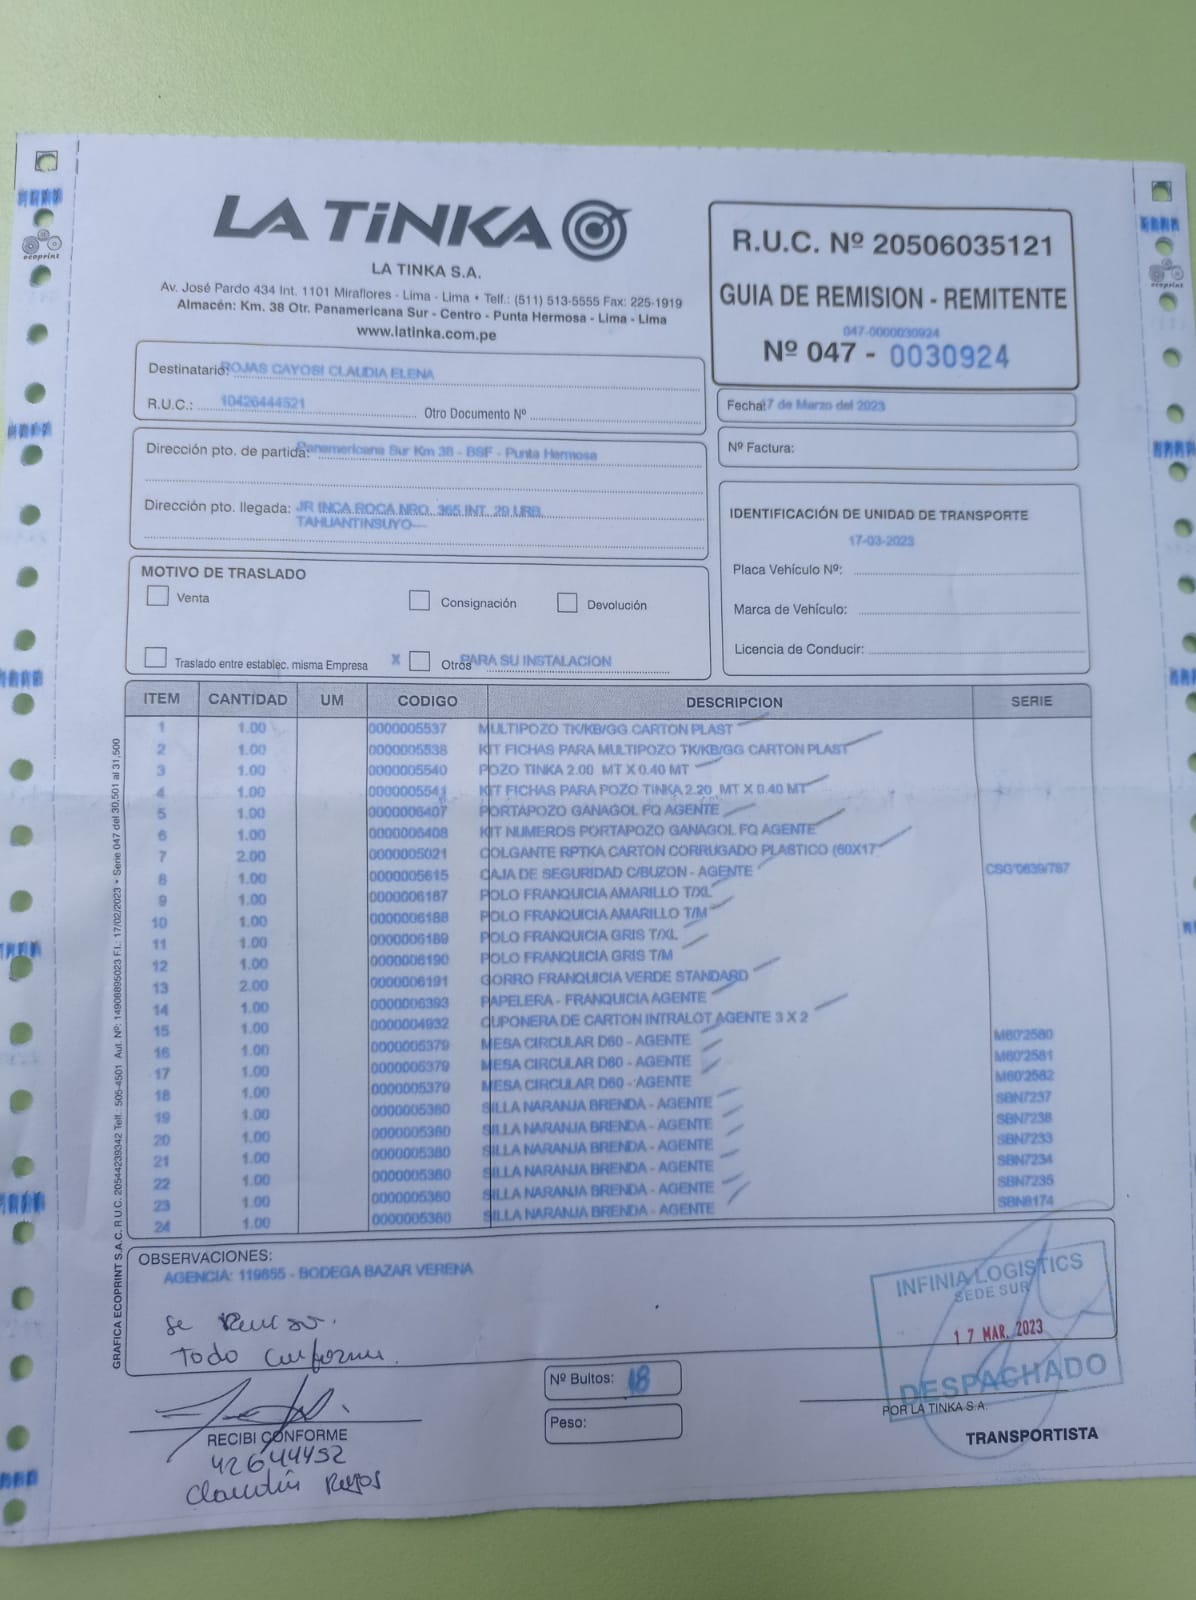 LA TiNKA
LA TINKA S.A.
Av. José Pardo 434 Int. 1101 Miraflores - Lima - Lima • Telf.: (511) 513-5555 Fax: 225-1919
Almacén: Km. 38 Otr. Panamericana Sur - Centro - Punta Hermosa - Lima - Lima
www.latinka.com.pe
R.U.C. Nº 20506035121
GUIA DE REMISION - REMITENTE
047-0000030924
Nº 047 - 0030924
Destinatario: ROJAS CAYOSI CLAUDIA ELENA
R.U.C.: 10426444521 Otro Documento Nº
Fecha: 17 de Marzo del 2023
Nº Factura:
Dirección pto. de partida: Panamericana Sur Km 38 - BSF - Punta Hermosa
Dirección pto. llegada: JR INCA ROCA NRO. 365 INT. 29 URB.
TAHUANTINSUYO---
IDENTIFICACIÓN DE UNIDAD DE TRANSPORTE
17-03-2023
Placa Vehículo Nº:
Marca de Vehículo:
Licencia de Conducir:
MOTIVO DE TRASLADO
Venta Consignación Devolución
Traslado entre establec. misma Empresa X Otros PARA SU INSTALACION
ITEM CANTIDAD UM CODIGO DESCRIPCION SERIE
1 1.00 0000005537 MULTIPOZO TK/KB/GG CARTON PLAST
2 1.00 0000005538 KIT FICHAS PARA MULTIPOZO TK/KB/GG CARTON PLAST
3 1.00 0000005540 POZO TINKA 2.00 MT X 0.40 MT
4 1.00 0000005541 KIT FICHAS PARA POZO TINKA 2.20 MT X 0.40 MT
5 1.00 0000006407 PORTAPOZO GANAGOL FQ AGENTE
6 1.00 0000006408 KIT NUMEROS PORTAPOZO GANAGOL FQ AGENTE
7 2.00 0000005021 COLGANTE RPTKA CARTON CORRUGADO PLASTICO (60X17
8 1.00 0000005615 CAJA DE SEGURIDAD C/BUZON - AGENTE CSG'0639/787
9 1.00 0000006187 POLO FRANQUICIA AMARILLO T/XL
10 1.00 0000006188 POLO FRANQUICIA AMARILLO T/M
11 1.00 0000006189 POLO FRANQUICIA GRIS T/XL
12 1.00 0000006190 POLO FRANQUICIA GRIS T/M
13 2.00 0000006191 GORRO FRANQUICIA VERDE STANDARD
14 1.00 0000006393 PAPELERA - FRANQUICIA AGENTE
15 1.00 0000004932 CUPONERA DE CARTON INTRALOT AGENTE 3 X 2
16 1.00 0000005379 MESA CIRCULAR D60 - AGENTE M60'2580
17 1.00 0000005379 MESA CIRCULAR D60 - AGENTE M60'2581
18 1.00 0000005379 MESA CIRCULAR D60 - AGENTE M60'2582
19 1.00 0000005380 SILLA NARANJA BRENDA - AGENTE SBN7237
20 1.00 0000005380 SILLA NARANJA BRENDA - AGENTE SBN7238
21 1.00 0000005380 SILLA NARANJA BRENDA - AGENTE SBN7233
22 1.00 0000005380 SILLA NARANJA BRENDA - AGENTE SBN7234
23 1.00 0000005380 SILLA NARANJA BRENDA - AGENTE SBN7235
24 1.00 0000005380 SILLA NARANJA BRENDA - AGENTE SBN8174
GRAFICA ECOPRINT S.A.C. R.U.C. 20544239342 Telf.: 505-4501 Aut. Nº: 14906895023 F.I.: 17/02/2023 • Serie 047 del 30,501 al 31,500
OBSERVACIONES:
AGENCIA: 119855 - BODEGA BAZAR VERENA
Se
Todo Conforme.
INFINIA LOGISTICS
SEDE SUR
17 MAR. 2023
DESPACHADO
Nº Bultos: 18
Peso:
RECIBI CONFORME
42644452
Claudia Rojas
POR LA TINKA S.A.
TRANSPORTISTA
ecoprint
ecoprint